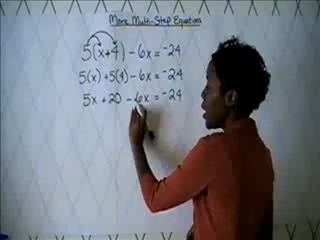 More Multi-Step Equations
5(x+4) - 6x = ⁻24
5(x) + 5(4) - 6x = ⁻24
5x + 20 - 6x = ⁻24